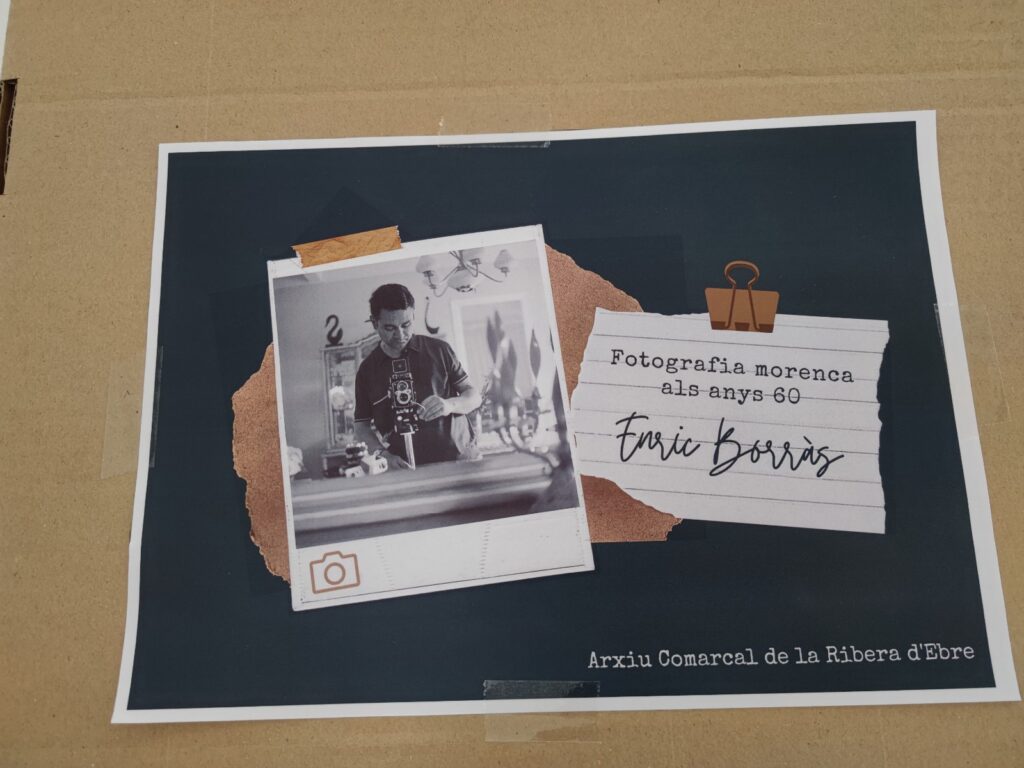 Fotografia morenca
als anys 60
Enric Borràs
Arxiu Comarcal de la Ribera d'Ebre